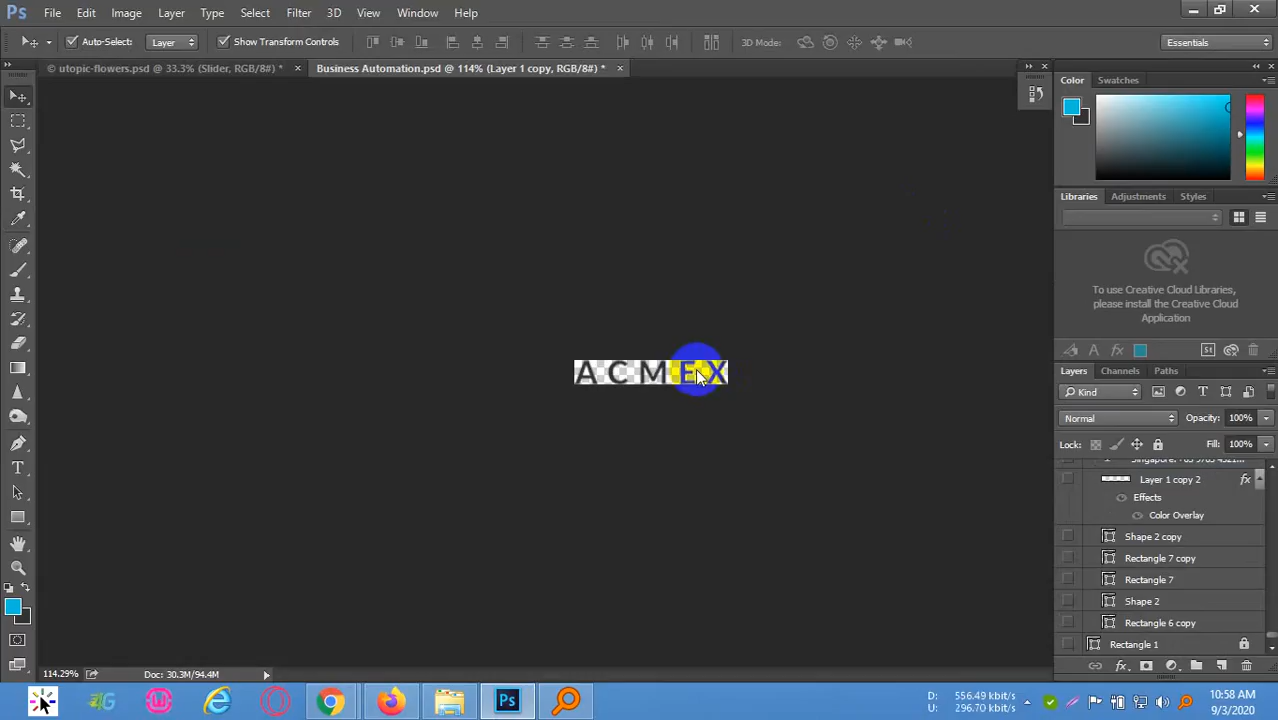 Ps File Edit Image Layer Type Select Filter 3D View Window Help
Auto-Select: Layer Show Transform Controls 3D Mode: Essentials
© utopic-flowers.psd @ 33.3% (Slider, RGB/8#) * × Business Automation.psd @ 114% (Layer 1 copy, RGB/8#) * ×
Color Swatches
Libraries Adjustments Styles
To use Creative Cloud Libraries,
please install the Creative Cloud
Application
ACMEX
Layers Channels Paths
Kind
Normal Opacity: 100%
Lock: Fill: 100%
Layer 1 copy 2 fx
Effects
Color Overlay
Shape 2 copy
Rectangle 7 copy
Rectangle 7
Shape 2
Rectangle 6 copy
Rectangle 1
114.29% Doc: 30.3M/94.4M
D: 556.49 kbit/s
U: 296.70 kbit/s
10:58 AM
9/3/2020